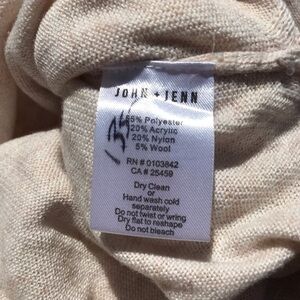 JOHN + JENN
55% Polyester
20% Acrylic
20% Nylon
5% Wool
RN # 0103842
CA # 25459
Dry Clean
or
Hand wash cold
separately
Do not twist or wring
Dry flat to reshape
Do not bleach